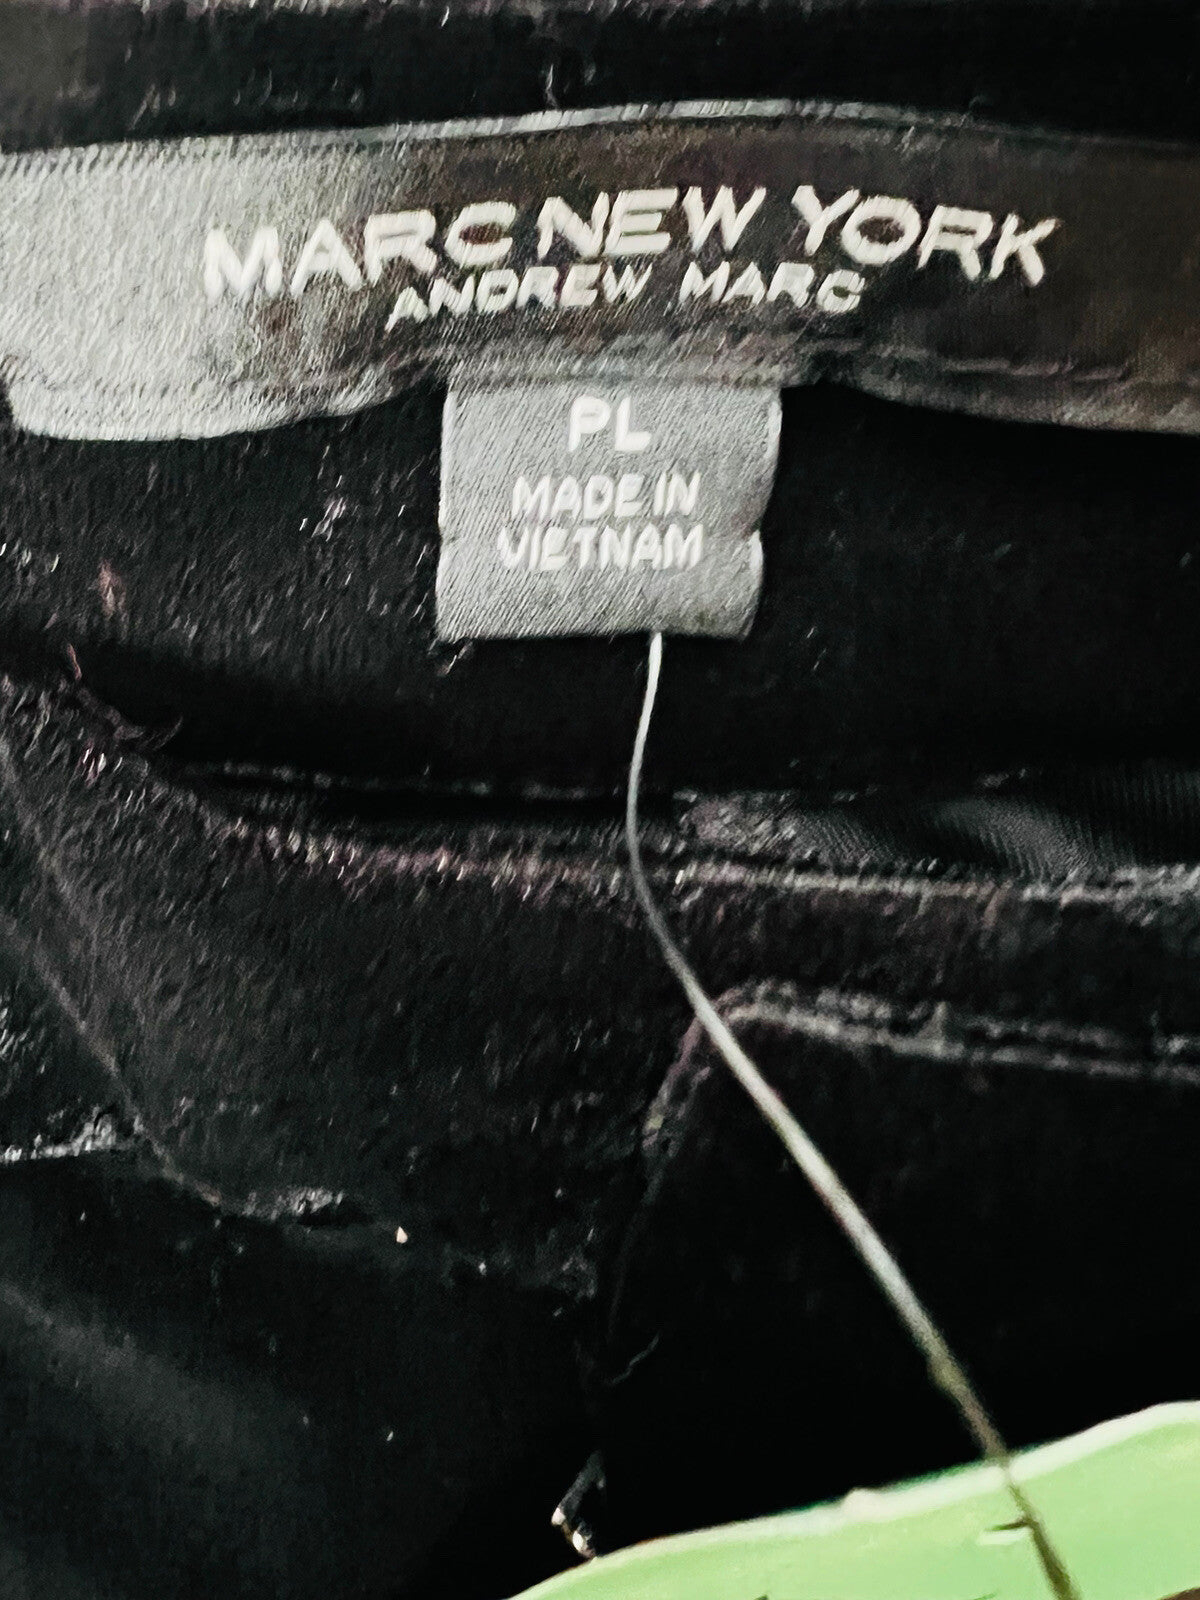 MARC NEW YORK
ANDREW MARC
PL
MADE IN
VIETNAM